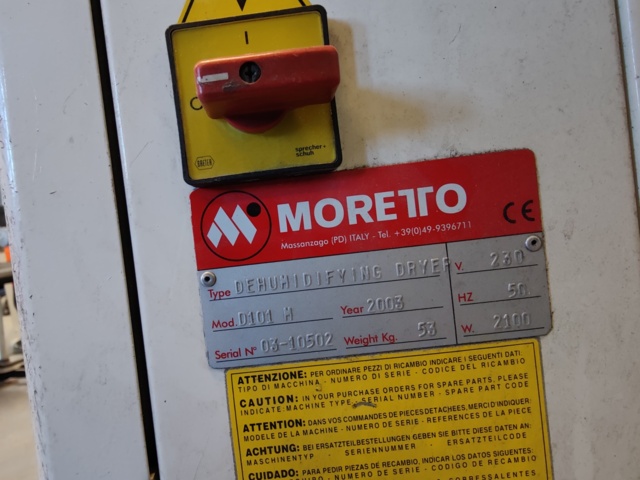 I
O
BRETER
sprecher+
schuh
MORETTO
Massanzago (PD) ITALY - Tel. +39(0)49-9396711
CE
Type DEHUMIDIFYING DRYER V. 230
Mod. D101 M Year 2003 HZ 50
Serial N° 03-10502 Weight Kg. 53 W. 2100
ATTENZIONE: PER ORDINARE PEZZI DI RICAMBIO INDICARE I SEGUENTI DATI:
TIPO DI MACCHINA - NUMERO DI SERIE - CODICE DEL RICAMBIO
CAUTION: IN YOUR PURCHASE ORDERS FOR SPARE PARTS, PLEASE
INDICATE: MACHINE TYPE - SERIAL NUMBER - SPARE PART CODE
ATTENTION: DANS VOS COMMANDES DE PIECES DETACHEES, MERCI D'INDIQUER:
MODELE DE LA MACHINE - NUMERO DE SERIE - REFERENCES DE LA PIECE
ACHTUNG: BEI ERSATZTEILBESTELLUNGEN GEBEN SIE BITTE DIESE DATEN AN:
MASCHINENTYP - SERIENNUMMER - ERSATZTEILCODE
CUIDADO: PARA PEDIR PIEZAS DE RECAMBIO, INDICAR LOS DATOS SIGUIENTES:
NUMERO DE SERIE - CODIGO DE RECAMBIO
SOBRESSALENTES